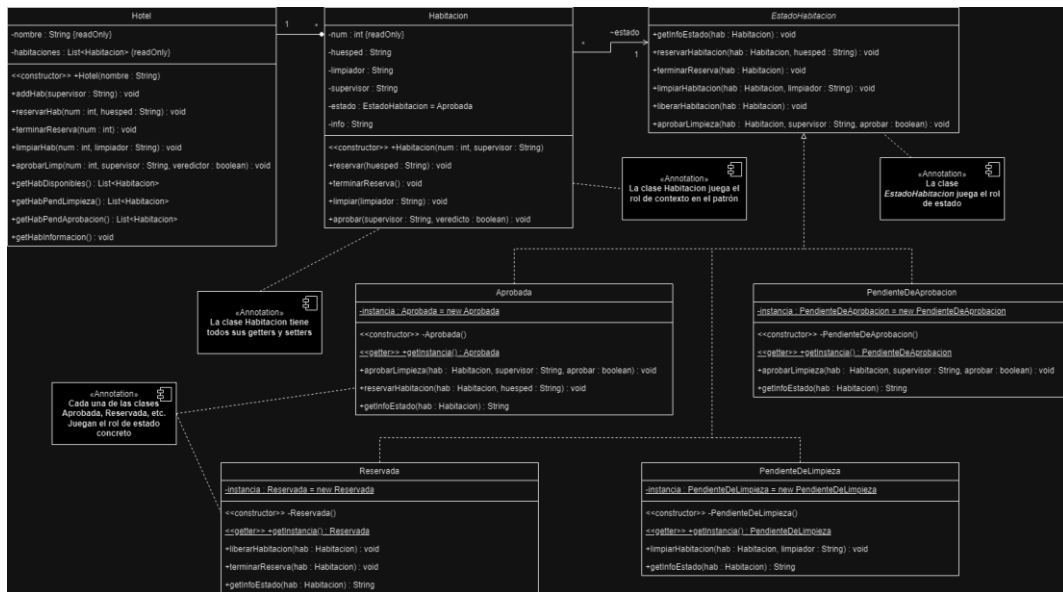 Hotel
-nombre : String {readOnly}
-habitaciones : List<Habitacion> {readOnly}
<<constructor>> +Hotel(nombre : String)
+addHab(supervisor : String) : void
+reservarHab(num : int, huesped : String) : void
+terminarReserva(num : int) : void
+limpiarHab(num : int, limpiador : String) : void
+aprobarLimp(num : int, supervisor : String, veredictor : boolean) : void
+getHabDisponibles() : List<Habitacion>
+getHabPendLimpieza() : List<Habitacion>
+getHabPendAprobacion() : List<Habitacion>
+getHabInformacion() : void
1
*
Habitacion
-num : int {readOnly}
-huesped : String
-limpiador : String
-supervisor : String
-estado : EstadoHabitacion = Aprobada
-info : String
<<constructor>> +Habitacion(num : int, supervisor : String)
+reservar(huesped : String) : void
+terminarReserva() : void
+limpiar(limpiador : String) : void
+aprobar(supervisor : String, veredicto : boolean) : void
~estado
*
1
EstadoHabitacion
+getInfoEstado(hab : Habitacion) : void
+reservarHabitacion(hab : Habitacion, huesped : String) : void
+terminarReserva(hab : Habitacion) : void
+limpiarHabitacion(hab : Habitacion, limpiador : String) : void
+liberarHabitacion(hab : Habitacion) : void
+aprobarLimpieza(hab : Habitacion, supervisor : String, aprobar : boolean) : void
«Annotation»
La clase Habitacion juega el
rol de contexto en el patrón
«Annotation»
La clase
EstadoHabitacion juega el rol
de estado
«Annotation»
La clase Habitacion tiene
todos sus getters y setters
Aprobada
-instancia : Aprobada = new Aprobada
<<constructor>> -Aprobada()
<<getter>> +getInstancia() : Aprobada
+aprobarLimpieza(hab : Habitacion, supervisor : String, aprobar : boolean) : void
+reservarHabitacion(hab : Habitacion, huesped : String) : void
+getInfoEstado(hab : Habitacion) : String
PendienteDeAprobacion
-instancia : PendienteDeAprobacion = new PendienteDeAprobacion
<<constructor>> -PendienteDeAprobacion()
<<getter>> +getInstancia() : PendienteDeAprobacion
+aprobarLimpieza(hab : Habitacion, supervisor : String, aprobar : boolean) : void
+getInfoEstado(hab : Habitacion) : String
«Annotation»
Cada una de las clases
Aprobada, Reservada, etc.
Juegan el rol de estado
concreto
Reservada
-instancia : Reservada = new Reservada
<<constructor>> -Reservada()
<<getter>> +getInstancia() : Reservada
+liberarHabitacion(hab : Habitacion) : void
+terminarReserva(hab : Habitacion) : void
+getInfoEstado(hab : Habitacion) : String
PendienteDeLimpieza
-instancia : PendienteDeLimpieza = new PendienteDeLimpieza
<<constructor>> -PendienteDeLimpieza()
<<getter>> +getInstancia() : PendienteDeLimpieza
+limpiarHabitacion(hab : Habitacion, limpiador : String) : void
+getInfoEstado(hab : Habitacion) : String